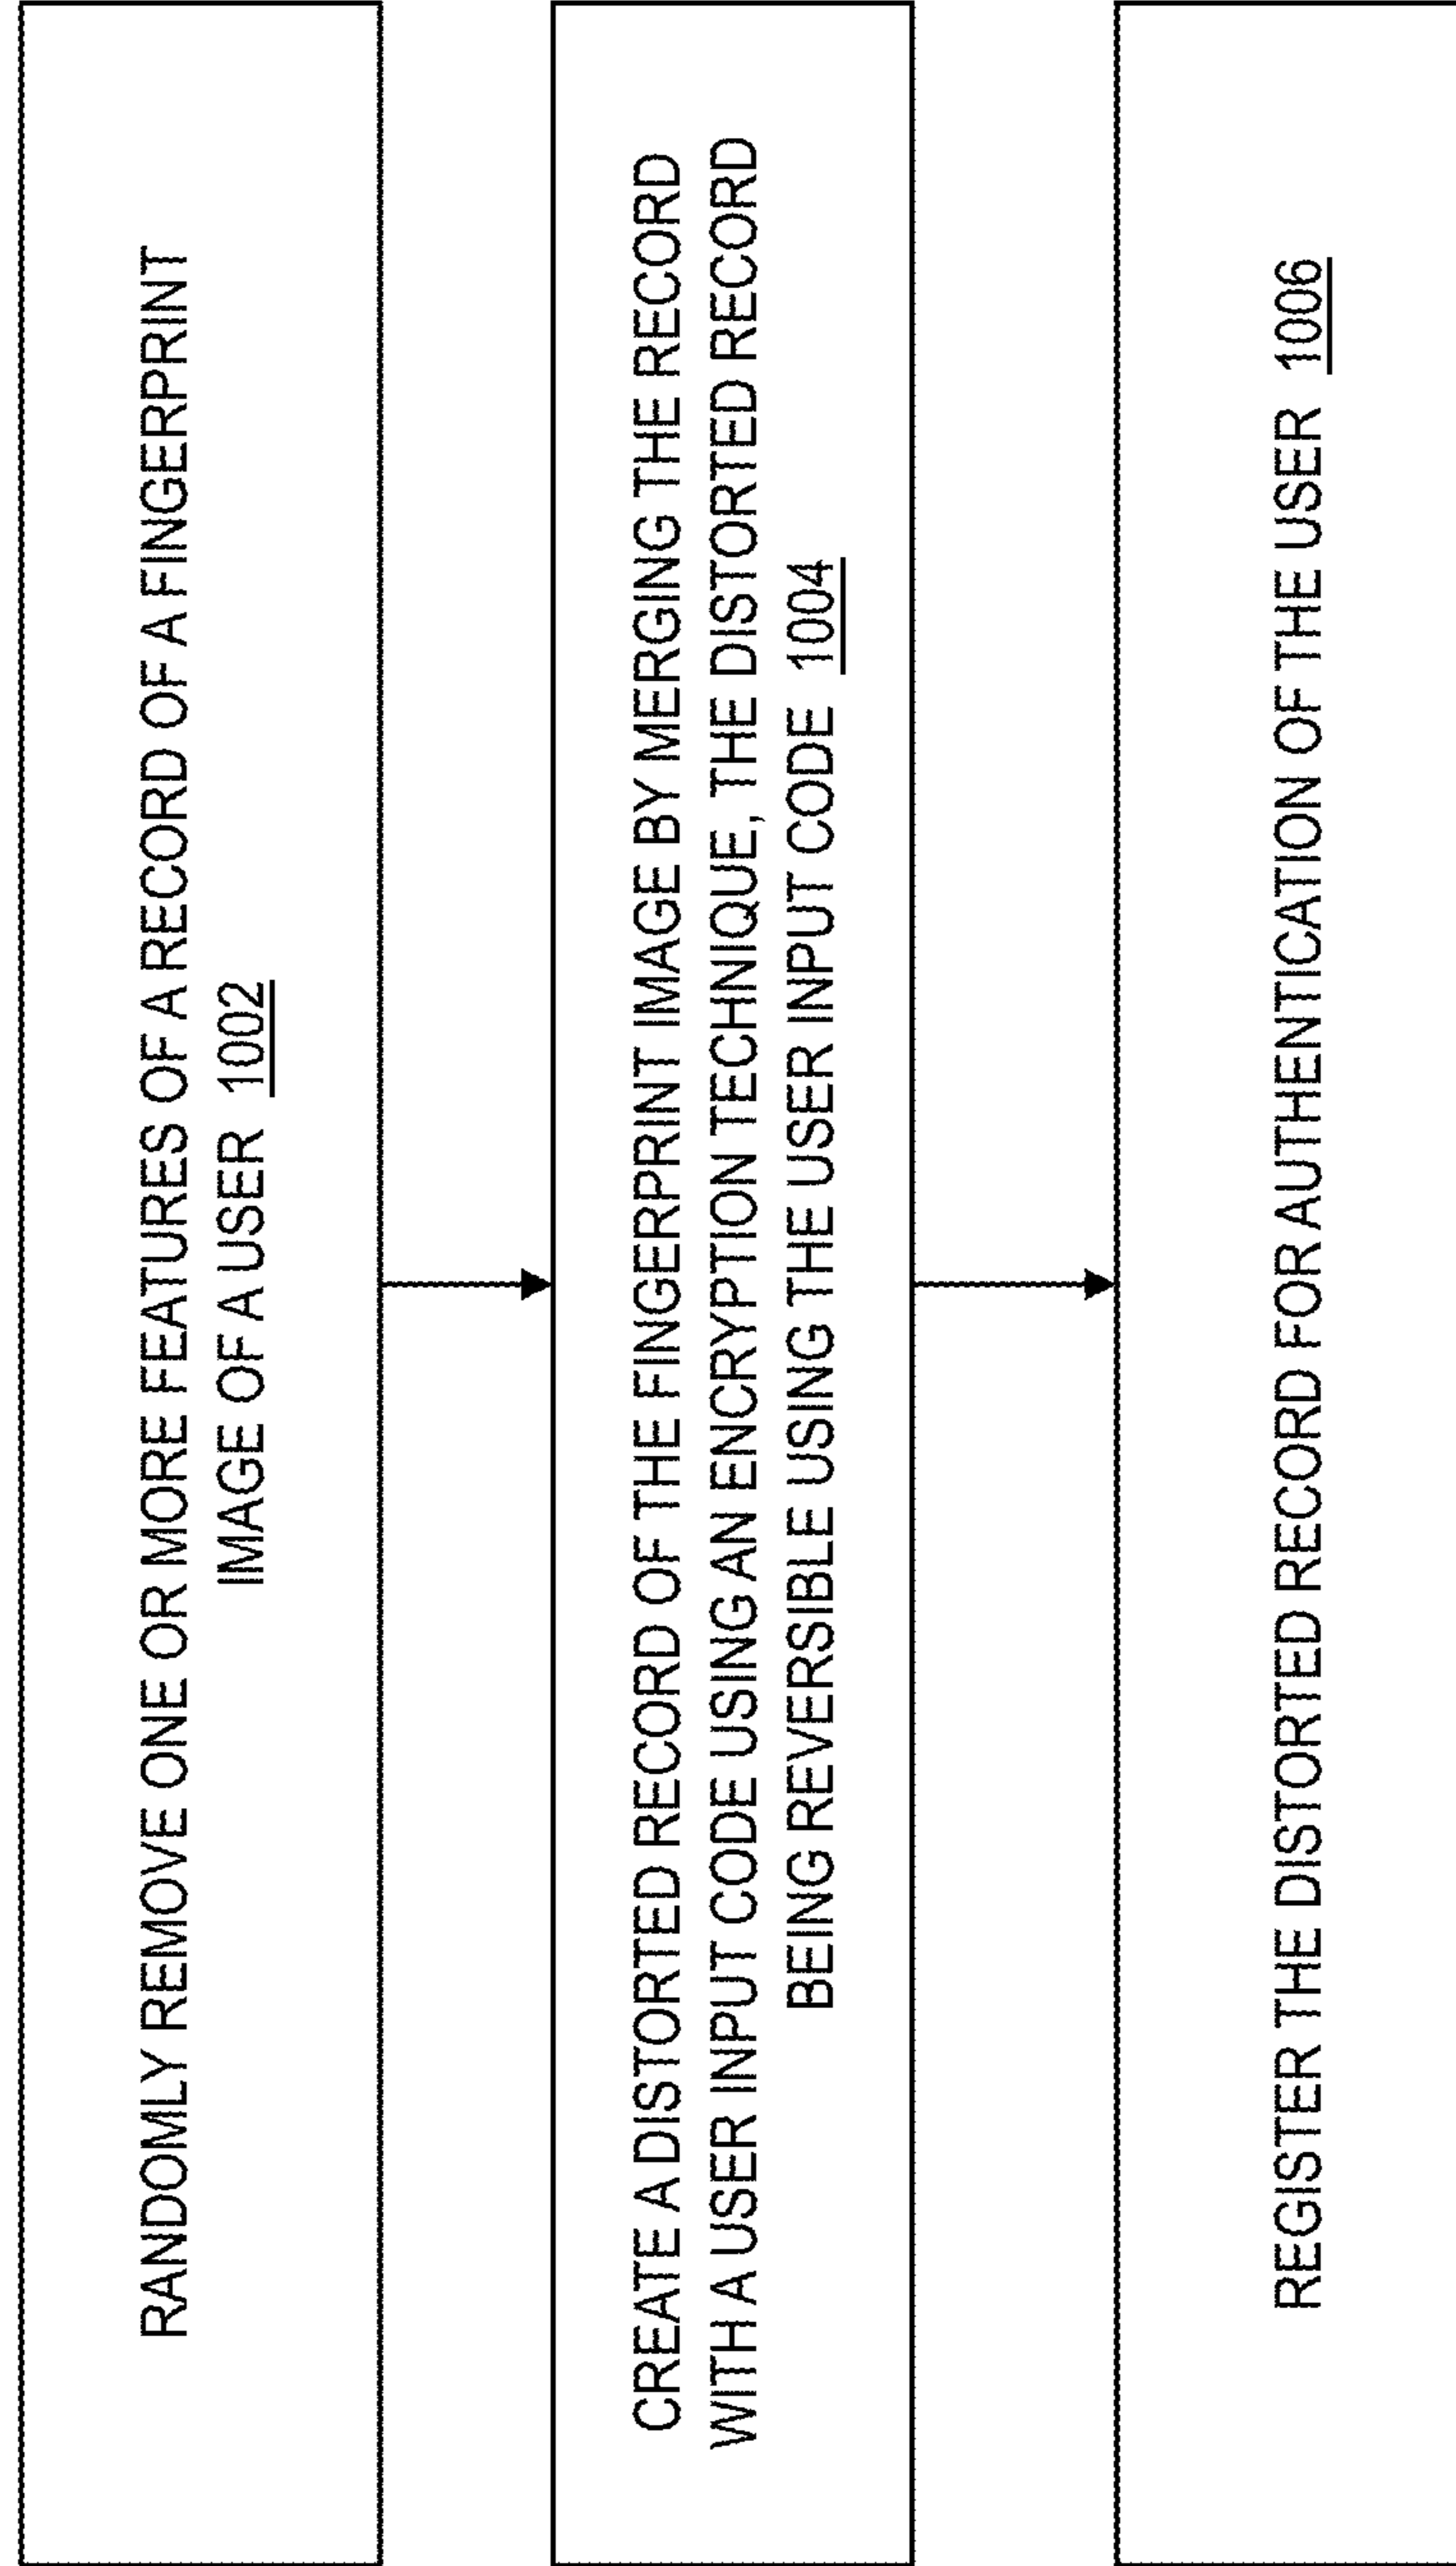 RANDOMLY REMOVE ONE OR MORE FEATURES OF A RECORD OF A FINGERPRINT
IMAGE OF A USER 1002
CREATE A DISTORTED RECORD OF THE FINGERPRINT IMAGE BY MERGING THE RECORD
WITH A USER INPUT CODE USING AN ENCRYPTION TECHNIQUE, THE DISTORTED RECORD
BEING REVERSIBLE USING THE USER INPUT CODE 1004
REGISTER THE DISTORTED RECORD FOR AUTHENTICATION OF THE USER 1006